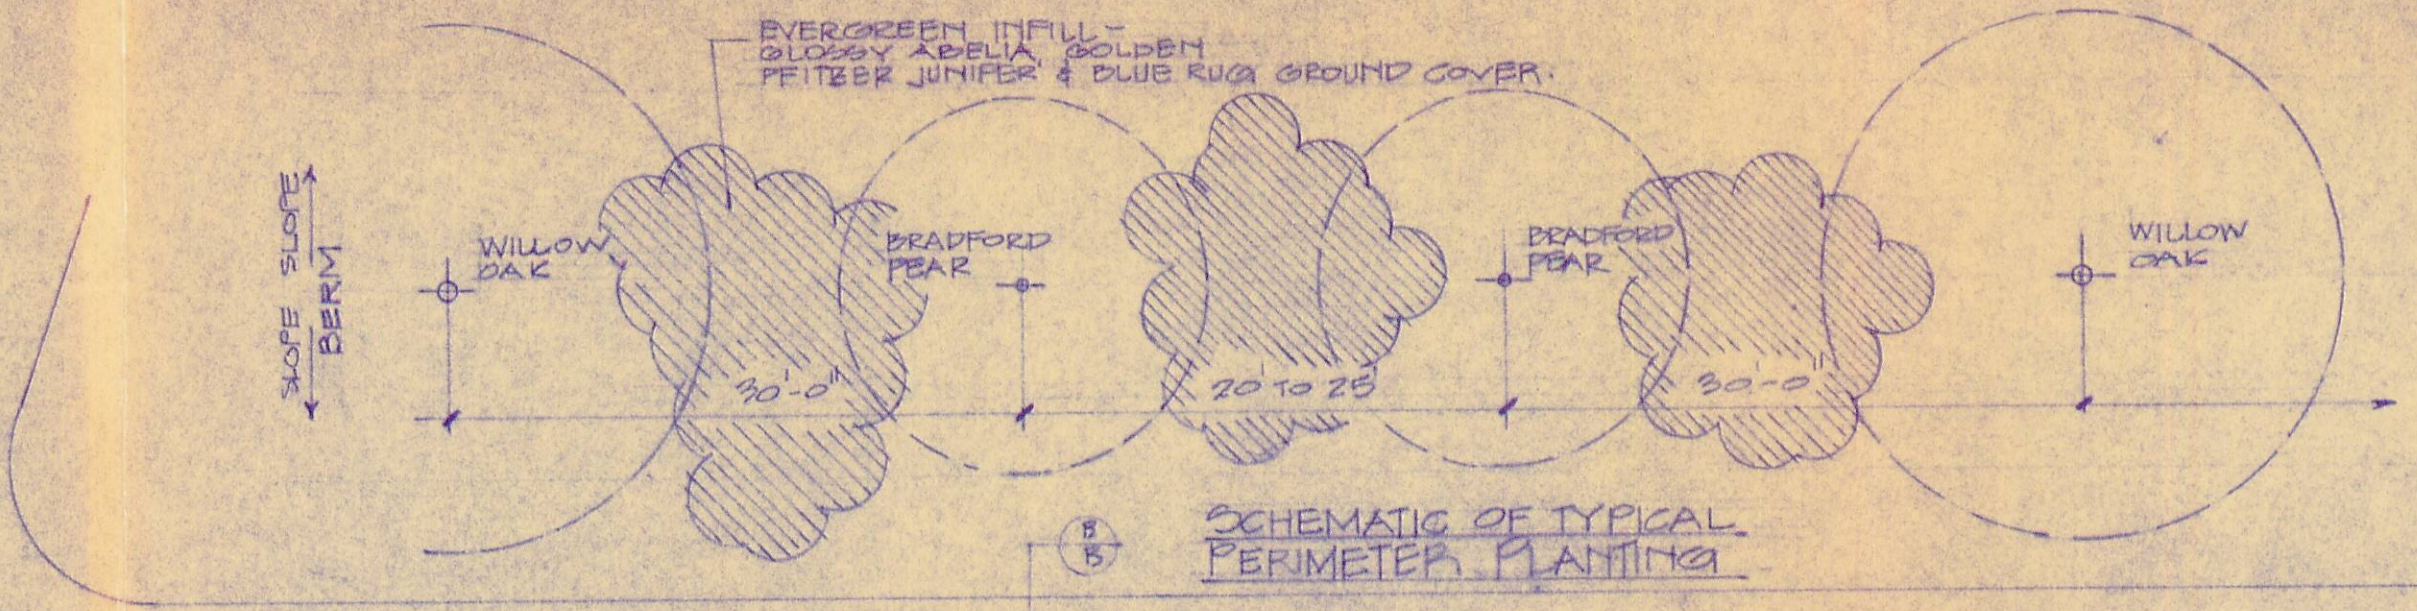 EVERGREEN INFILL -
GLOSSY ABELIA, GOLDEN
PFITZER JUNIPER & BLUE RUG GROUND COVER.
SLOPE SLOPE
BERM
WILLOW
OAK
BRADFORD
PEAR
BRADFORD
PEAR
WILLOW
OAK
30'-0"
20' TO 25'
30'-0"
B
B
SCHEMATIC OF TYPICAL
PERIMETER PLANTING